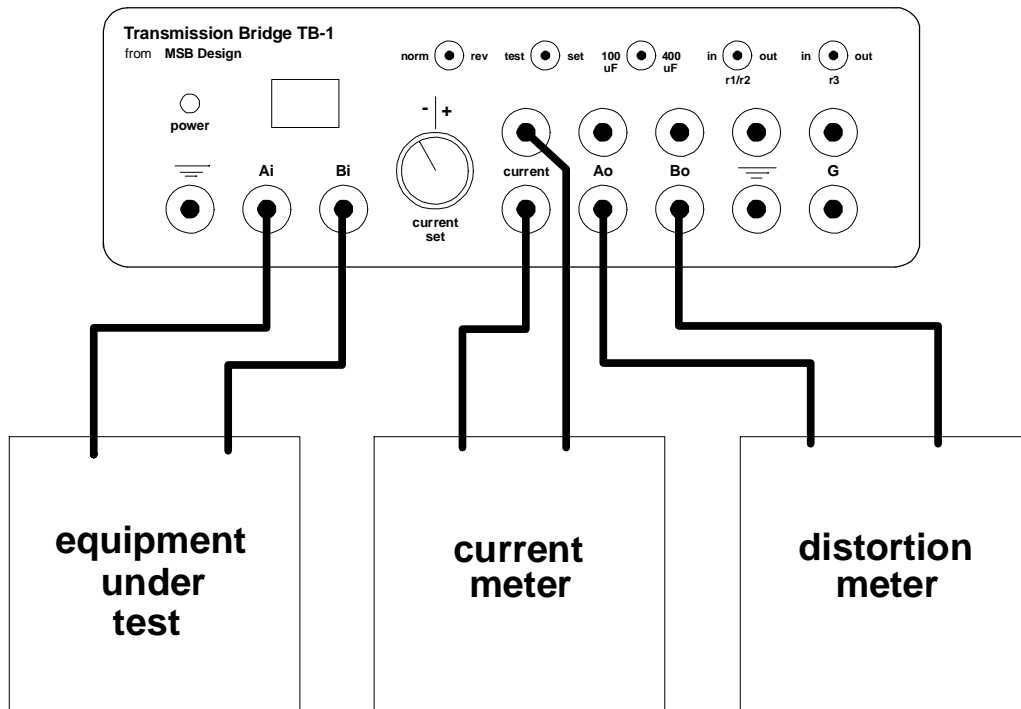 Transmission Bridge TB-1
from MSB Design
norm rev test set 100 uF 400 uF in out in out
r1/r2 r3
- +
power
Ai Bi current Ao Bo G
current
set
equipment
under
test
current
meter
distortion
meter